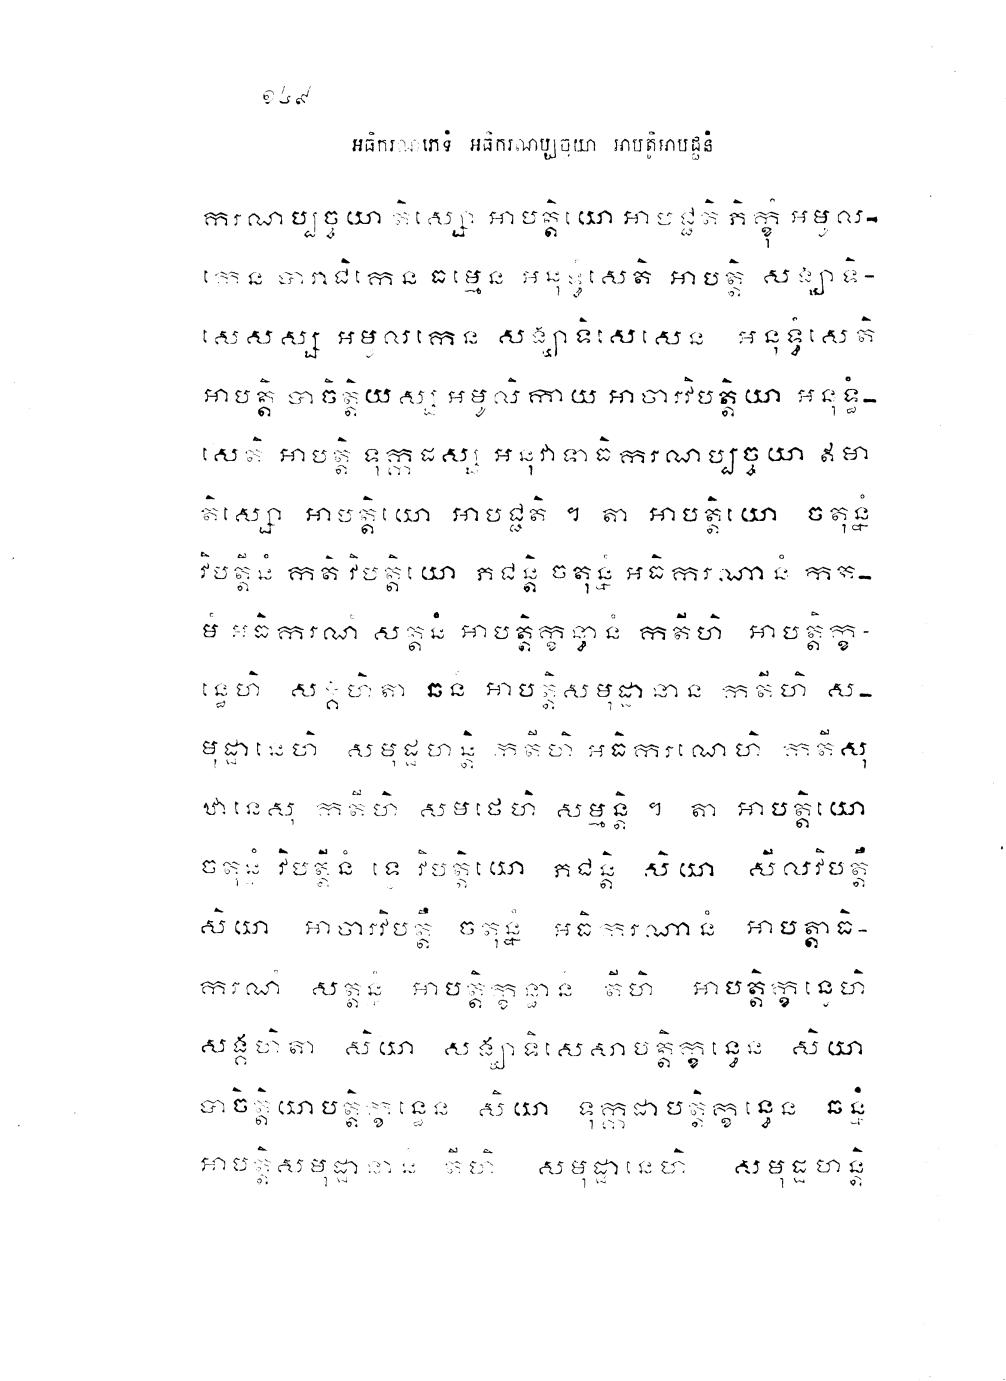 ១៤៩
អធិករណភេទំ អធិករណប្បច្ចយា អាបត្តិអាបជ្ជនំ
ករណប្បច្ចយា តិស្សោ អាបត្តិយោ អាបជ្ជតិ ភិក្ខុំ អមូល-
កេន បារាជិកេន ធម្មេន អនុទ្ធំសេតិ អាបត្តិ សង្ឃាទិ-
សេសស្ស អមូលកេន សង្ឃាទិសេសេន អនុទ្ធំសេតិ
អាបត្តិ បាចិត្តិយស្ស អមូលិកាយ អាចារវិបត្តិយា អនុទ្ធំ-
សេតិ អាបត្តិ ទុក្កដស្ស អនុវាទាធិករណប្បច្ចយា ឥមា
តិស្សោ អាបត្តិយោ អាបជ្ជតិ ។ តា អាបត្តិយោ ចតុន្នំ
វិបត្តីនំ កតិ វិបត្តិយោ ភជន្តិ ចតុន្នំ អធិករណានំ កត-
មំ អធិករណំ សត្តន្នំ អាបត្តិក្ខន្ធានំ កតីហិ អាបត្តិក្ខ-
ន្ធេហិ សង្គហិតា ឆន្នំ អាបត្តិសមុដ្ឋានានំ កតីហិ ស-
មុដ្ឋានេហិ សមុដ្ឋហន្តិ កតីហិ អធិករណេហិ កតីសុ
ឋានេសុ កតីហិ សមថេហិ សម្មន្តិ ។ តា អាបត្តិយោ
ចតុន្នំ វិបត្តីនំ ទ្វេ វិបត្តិយោ ភជន្តិ សិយា សីលវិបត្តឹ
សិយា អាចារវិបត្តឹ ចតុន្នំ អធិករណានំ អាបត្តាធិ-
ករណំ សត្តន្នំ អាបត្តិក្ខន្ធានំ តីហិ អាបត្តិក្ខន្ធេហិ
សង្គហិតា សិយា សង្ឃាទិសេសាបត្តិក្ខន្ធេន សិយា
បាចិត្តិយាបត្តិក្ខន្ធេន សិយា ទុក្កដាបត្តិក្ខន្ធេន ឆន្នំ
អាបត្តិសមុដ្ឋានានំ តីហិ សមុដ្ឋានេហិ សមុដ្ឋហន្តិ